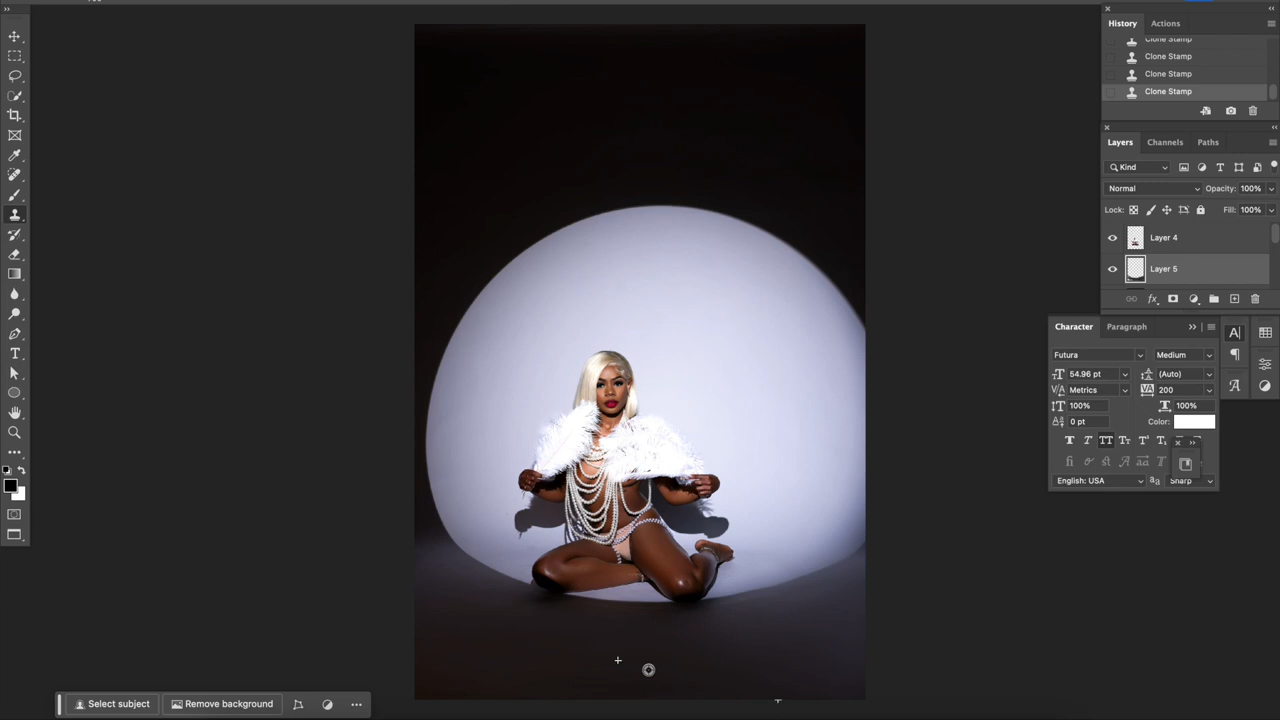 History Actions
Clone Stamp
Clone Stamp
Clone Stamp
Clone Stamp
Layers Channels Paths
Kind
Normal Opacity: 100%
Lock: Fill: 100%
Layer 4
Layer 5
Character Paragraph
Futura Medium
54.96 pt (Auto)
Metrics 200
100% 100%
0 pt Color:
English: USA Sharp
Select subject Remove background